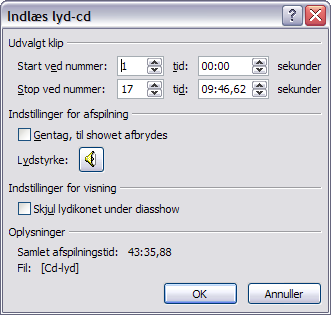 Indlæs lyd-cd
Udvalgt klip
Start ved nummer: 1 tid: 00:00 sekunder
Stop ved nummer: 17 tid: 09:46,62 sekunder
Indstillinger for afspilning
Gentag, til showet afbrydes
Lydstyrke:
Indstillinger for visning
Skjul lydikonet under diasshow
Oplysninger
Samlet afspilningstid: 43:35,88
Fil: [Cd-lyd]
OK Annuller